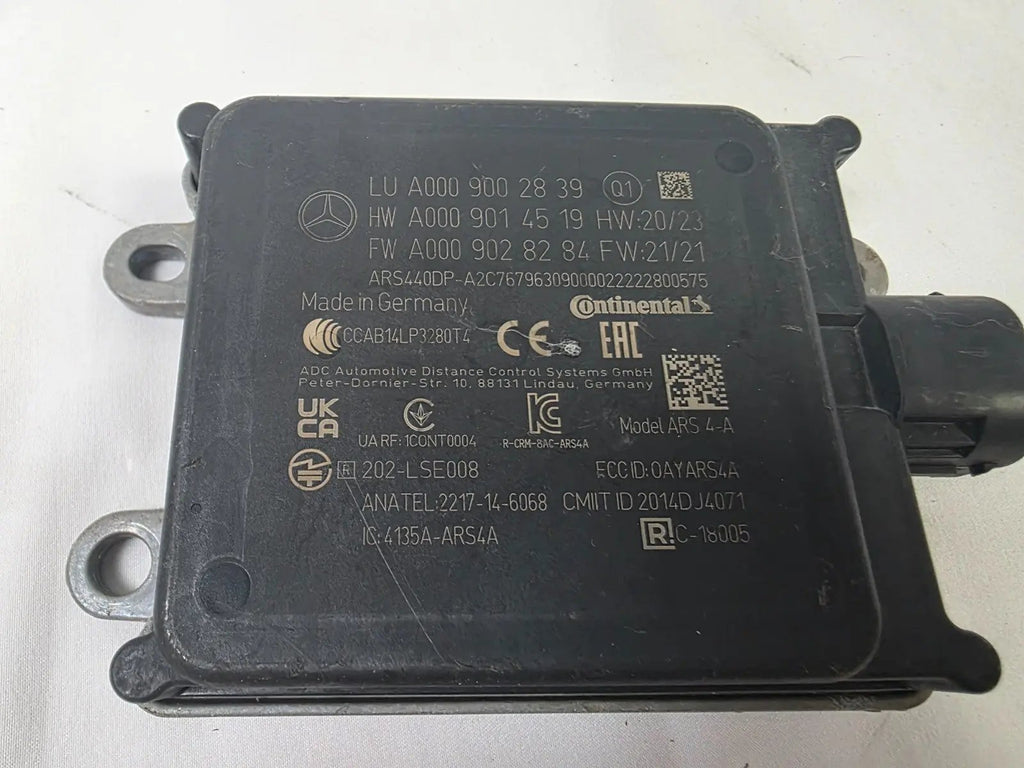 LU A000 900 28 39 Q1
HW A000 901 45 19 HW:20/23
FW A000 902 82 84 FW:21/21
ARS440DP-A2C76796309000022222800575
Made in Germany Continental
CCC CCAB14LP3280T4 CE EAC
ADC Automotive Distance Control Systems GmbH
Peter-Dornier-Str. 10, 88131 Lindau, Germany
UK
CA
UA RF: 1CONT0004
KC
R-CRM-8AC-ARS4A
Model ARS 4-A
R 202-LSE008 FCC ID: OAYARS4A
ANATEL: 2217-14-6068 CMIIT ID 2014DJ4071
IC: 4135A-ARS4A R C-18005